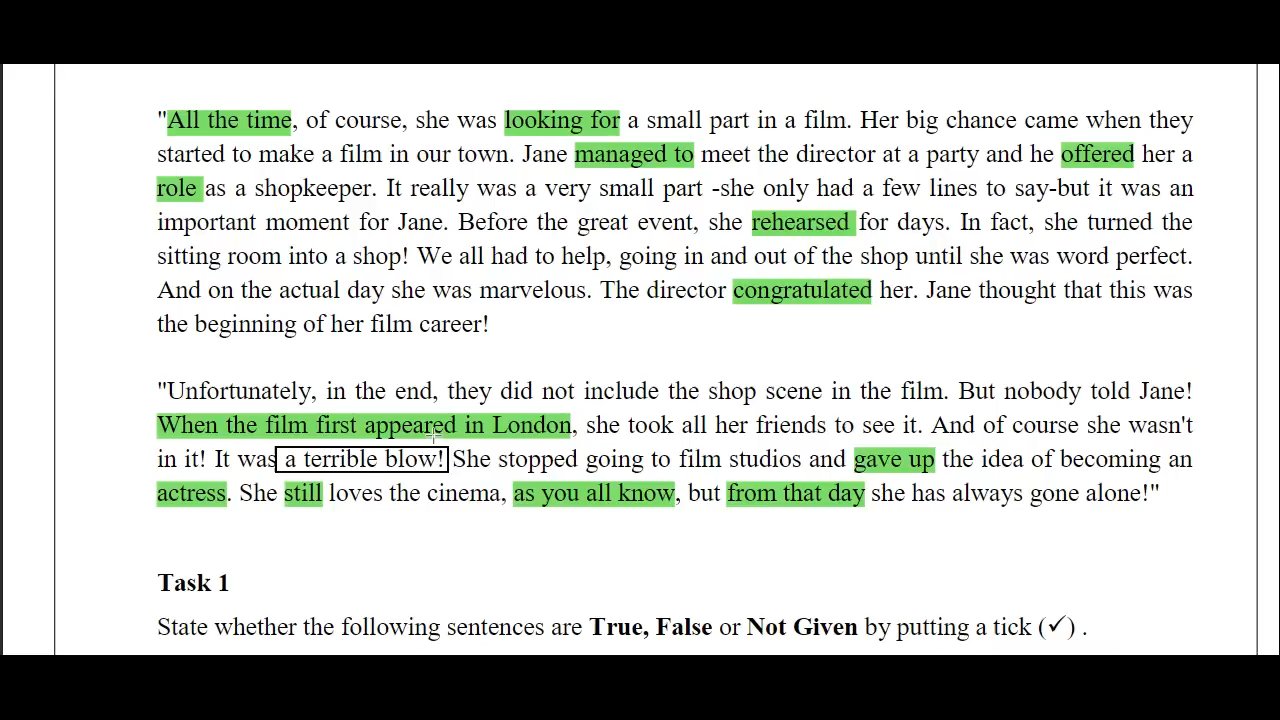 "All the time, of course, she was looking for a small part in a film. Her big chance came when they
started to make a film in our town. Jane managed to meet the director at a party and he offered her a
role as a shopkeeper. It really was a very small part -she only had a few lines to say-but it was an
important moment for Jane. Before the great event, she rehearsed for days. In fact, she turned the
sitting room into a shop! We all had to help, going in and out of the shop until she was word perfect.
And on the actual day she was marvelous. The director congratulated her. Jane thought that this was
the beginning of her film career!
"Unfortunately, in the end, they did not include the shop scene in the film. But nobody told Jane!
When the film first appeared in London, she took all her friends to see it. And of course she wasn't
in it! It was a terrible blow! She stopped going to film studios and gave up the idea of becoming an
actress. She still loves the cinema, as you all know, but from that day she has always gone alone!"
Task 1
State whether the following sentences are True, False or Not Given by putting a tick (✓) .